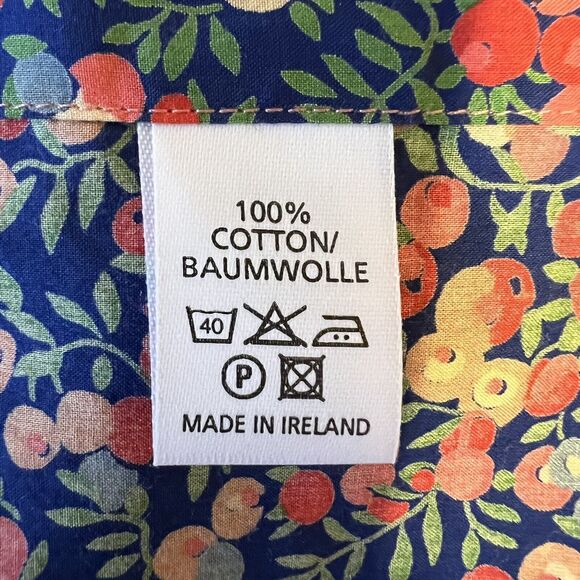 100%
COTTON/
BAUMWOLLE
40
P
MADE IN IRELAND